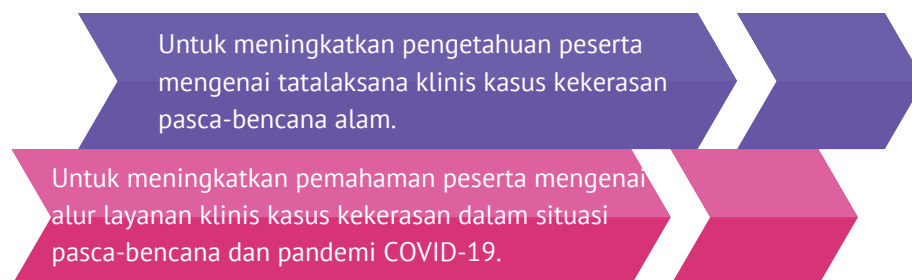 Untuk meningkatkan pengetahuan peserta
mengenai tatalaksana klinis kasus kekerasan
pasca-bencana alam.
Untuk meningkatkan pemahaman peserta mengenai
alur layanan klinis kasus kekerasan dalam situasi
pasca-bencana dan pandemi COVID-19.